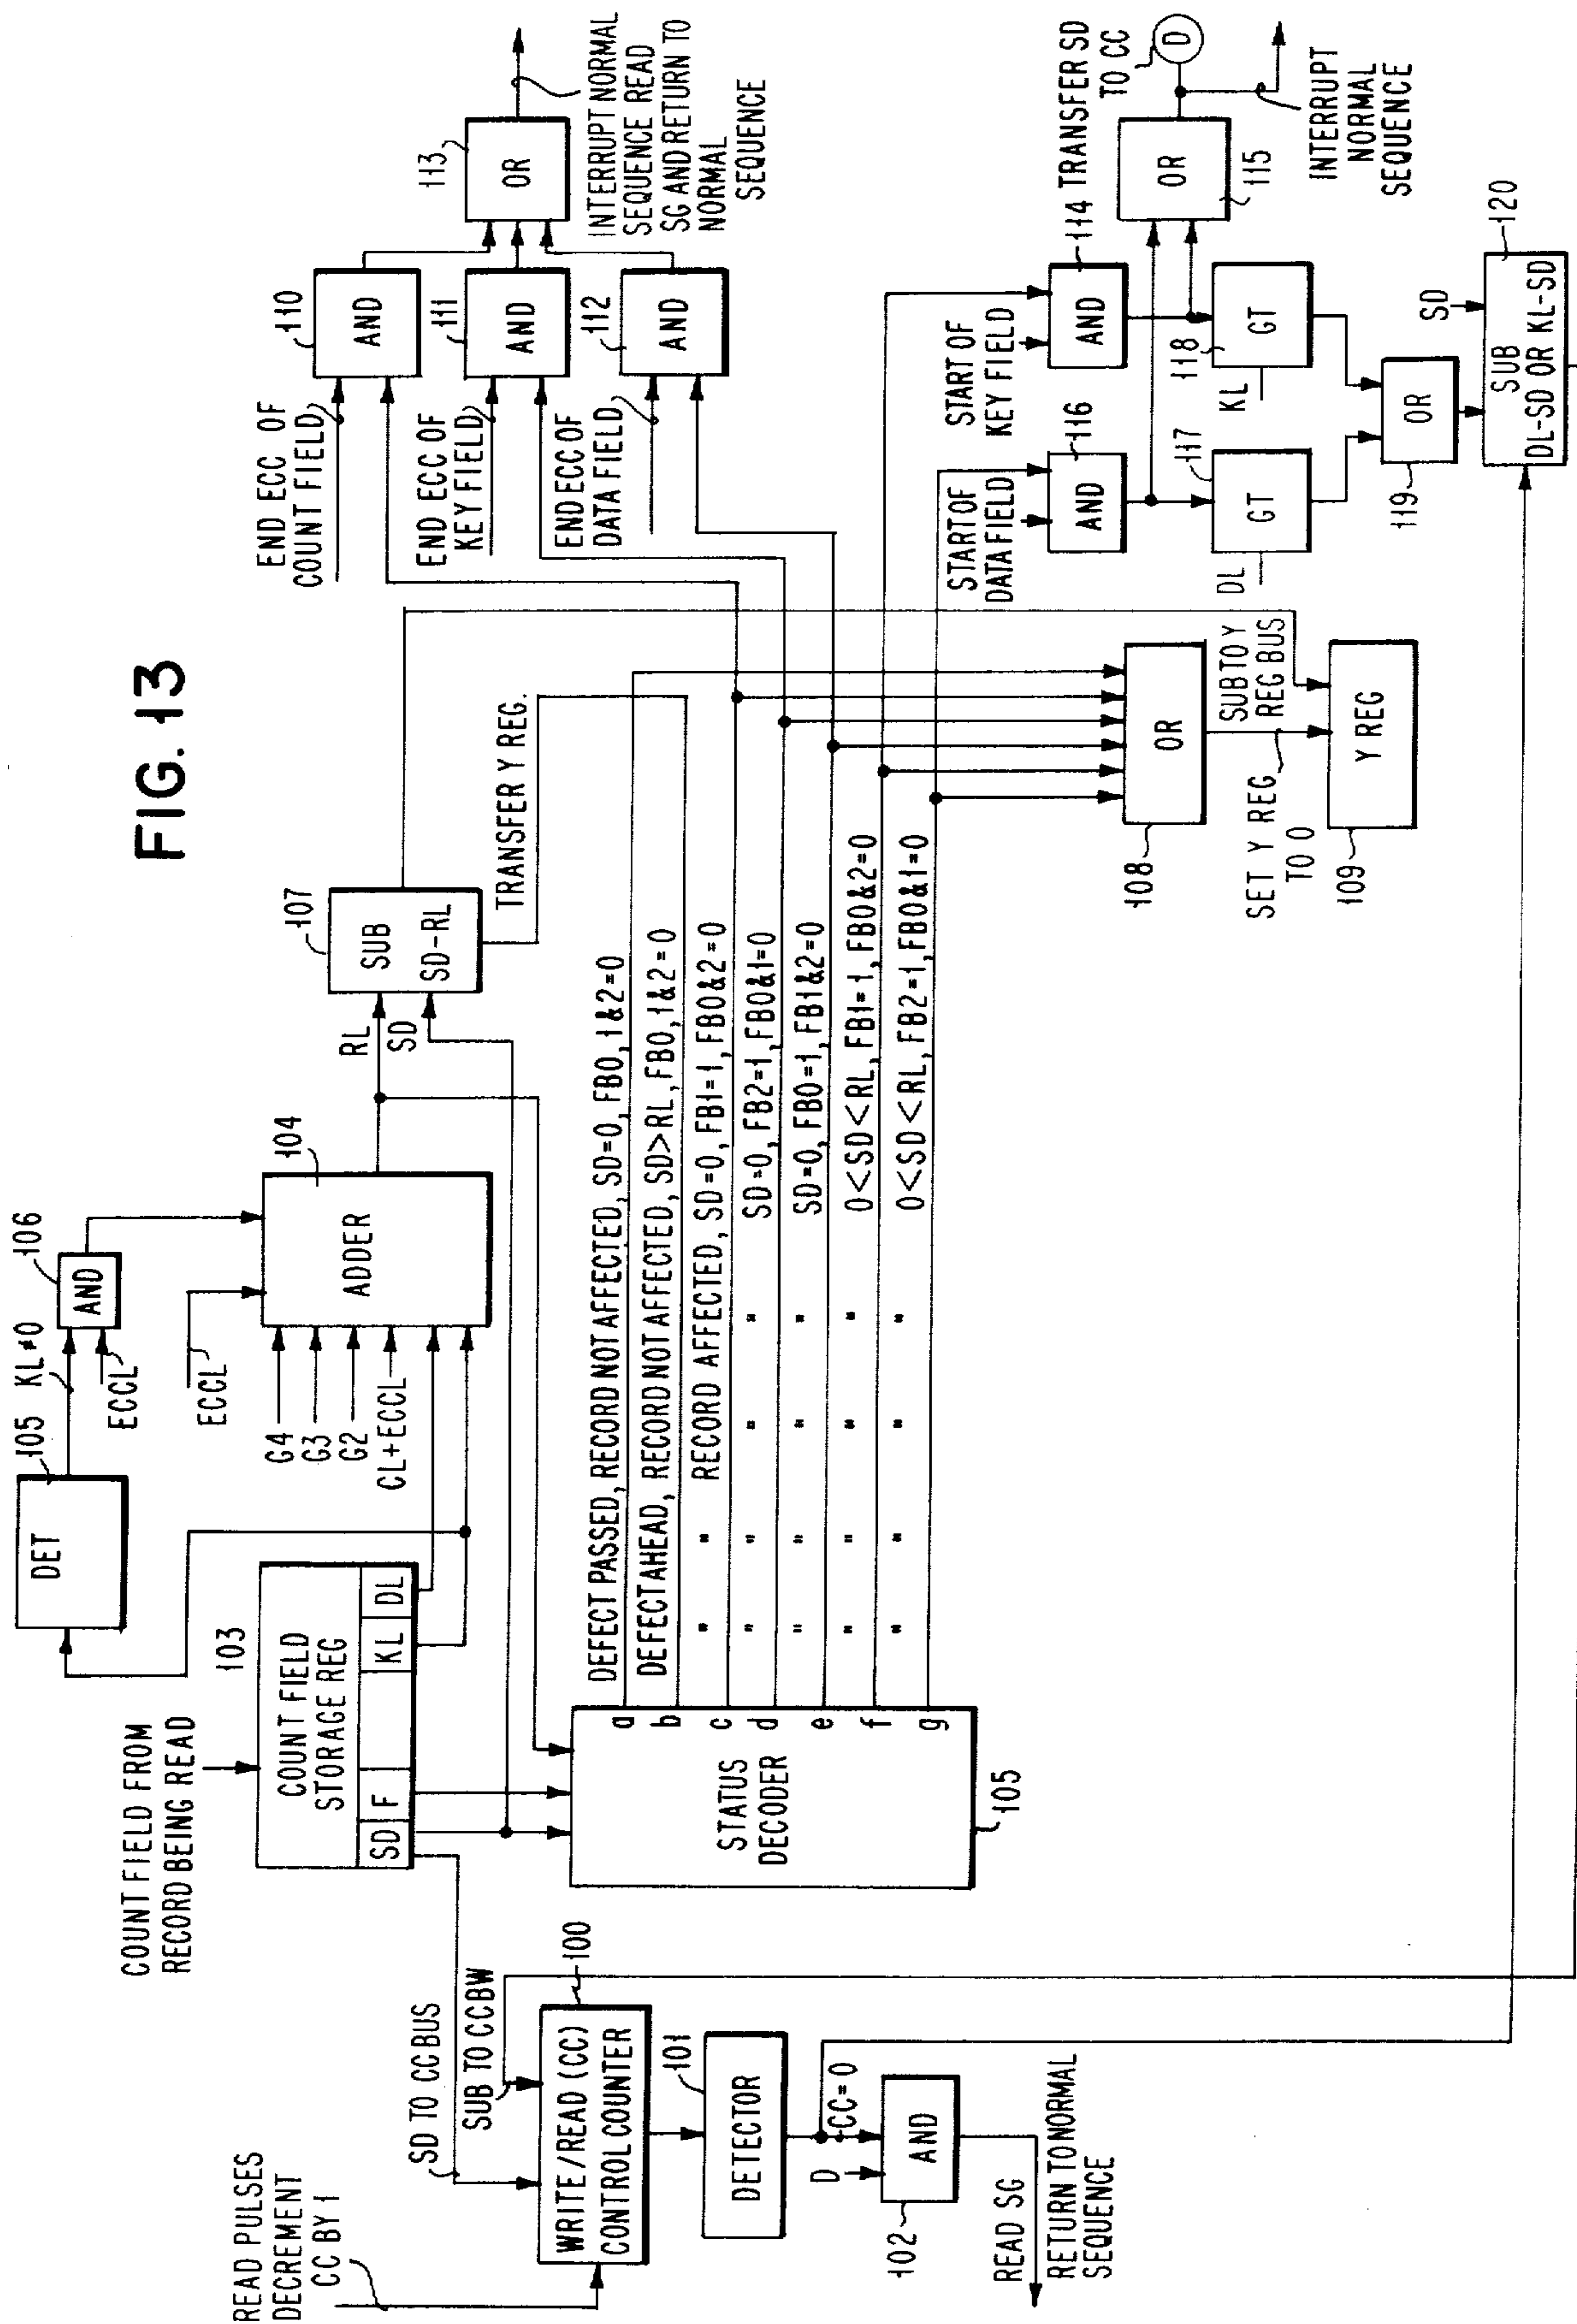 FIG. 13
COUNT FIELD FROM
RECORD BEING READ
103
COUNT FIELD
STORAGE REG
SD
F
KL
DL
DET
105
KL≠0
AND
106
ECCL
ECCL
G4
G3
G2
CL+ECCL
ADDER
104
RL
SD
SUB
SD-RL
107
TRANSFER Y REG.
READ PULSES
DECREMENT
CC BY 1
SD TO CC BUS
SUB TO CCBW
WRITE/READ (CC)
CONTROL COUNTER
100
DETECTOR
101
D
CC=0
AND
102
READ SG
RETURN TO NORMAL
SEQUENCE
STATUS
DECODER
105
a
b
c
d
e
f
g
DEFECT PASSED, RECORD NOT AFFECTED, SD=0, FB0, 1&2=0
DEFECT AHEAD, RECORD NOT AFFECTED, SD>RL, FB0, 1&2=0
" " RECORD AFFECTED, SD=0, FB1=1, FB0&2=0
" " " " SD=0, FB2=1, FB0&1=0
" " " " SD=0, FB0=1, FB1&2=0
" " " " 0<SD<RL, FB1=1, FB0&2=0
" " " " 0<SD<RL, FB2=1, FB0&1=0
OR
108
SUB TO Y
REG BUS
SET Y REG
TO 0
Y REG
109
END ECC OF
COUNT FIELD
END ECC OF
KEY FIELD
END ECC OF
DATA FIELD
110
AND
111
AND
112
AND
113
OR
INTERRUPT NORMAL
SEQUENCE READ
SG AND RETURN TO
NORMAL
SEQUENCE
START OF
DATA FIELD
START OF
KEY FIELD
AND
116
AND
114
TRANSFER SD
TO CC
D
OR
115
INTERRUPT
NORMAL
SEQUENCE
DL
GT
117
KL
GT
118
OR
119
SD
SUB
DL-SD OR KL-SD
120